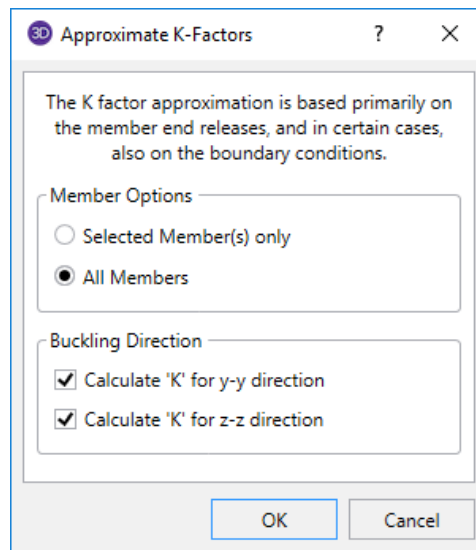 3D Approximate K-Factors ? ×
The K factor approximation is based primarily on
the member end releases, and in certain cases,
also on the boundary conditions.
Member Options
Selected Member(s) only
All Members
Buckling Direction
Calculate 'K' for y-y direction
Calculate 'K' for z-z direction
OK Cancel